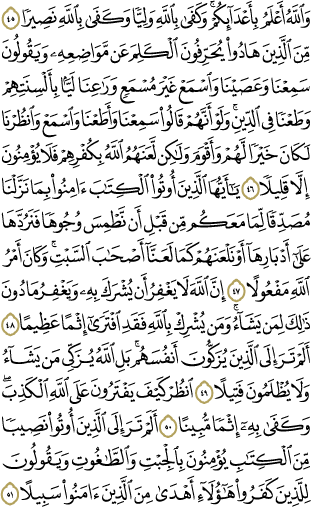 وَٱللَّهُ أَعۡلَمُ بِأَعۡدَآئِكُمۡۚ وَكَفَىٰ بِٱللَّهِ وَلِيّٗا وَكَفَىٰ بِٱللَّهِ نَصِيرٗا ٤٥
مِّنَ ٱلَّذِينَ هَادُواْ يُحَرِّفُونَ ٱلۡكَلِمَ عَن مَّوَاضِعِهِۦ وَيَقُولُونَ
سَمِعۡنَا وَعَصَيۡنَا وَٱسۡمَعۡ غَيۡرَ مُسۡمَعٖ وَرَٰعِنَا لَيَّۢا بِأَلۡسِنَتِهِمۡ
وَطَعۡنٗا فِي ٱلدِّينِۚ وَلَوۡ أَنَّهُمۡ قَالُواْ سَمِعۡنَا وَأَطَعۡنَا وَٱسۡمَعۡ وَٱنظُرۡنَا
لَكَانَ خَيۡرٗا لَّهُمۡ وَأَقۡوَمَ وَلَٰكِن لَّعَنَهُمُ ٱللَّهُ بِكُفۡرِهِمۡ فَلَا يُؤۡمِنُونَ
إِلَّا قَلِيلٗا ٤٦ يَٰٓأَيُّهَا ٱلَّذِينَ أُوتُواْ ٱلۡكِتَٰبَ ءَامِنُواْ بِمَا نَزَّلۡنَا
مُصَدِّقٗا لِّمَا مَعَكُم مِّن قَبۡلِ أَن نَّطۡمِسَ وُجُوهٗا فَنَرُدَّهَا
عَلَىٰٓ أَدۡبَارِهَآ أَوۡ نَلۡعَنَهُمۡ كَمَا لَعَنَّآ أَصۡحَٰبَ ٱلسَّبۡتِۚ وَكَانَ أَمۡرُ
ٱللَّهِ مَفۡعُولًا ٤٧ إِنَّ ٱللَّهَ لَا يَغۡفِرُ أَن يُشۡرَكَ بِهِۦ وَيَغۡفِرُ مَا دُونَ
ذَٰلِكَ لِمَن يَشَآءُۚ وَمَن يُشۡرِكۡ بِٱللَّهِ فَقَدِ ٱفۡتَرَىٰٓ إِثۡمًا عَظِيمًا ٤٨
أَلَمۡ تَرَ إِلَى ٱلَّذِينَ يُزَكُّونَ أَنفُسَهُمۚ بَلِ ٱللَّهُ يُزَكِّي مَن يَشَآءُ
وَلَا يُظۡلَمُونَ فَتِيلًا ٤٩ ٱنظُرۡ كَيۡفَ يَفۡتَرُونَ عَلَى ٱللَّهِ ٱلۡكَذِبَۖ
وَكَفَىٰ بِهِۦٓ إِثۡمٗا مُّبِينًا ٥٠ أَلَمۡ تَرَ إِلَى ٱلَّذِينَ أُوتُواْ نَصِيبٗا
مِّنَ ٱلۡكِتَٰبِ يُؤۡمِنُونَ بِٱلۡجِبۡتِ وَٱلطَّٰغُوتِ وَيَقُولُونَ
لِلَّذِينَ كَفَرُواْ هَٰٓؤُلَآءِ أَهۡدَىٰ مِنَ ٱلَّذِينَ ءَامَنُواْ سَبِيلًا ٥١